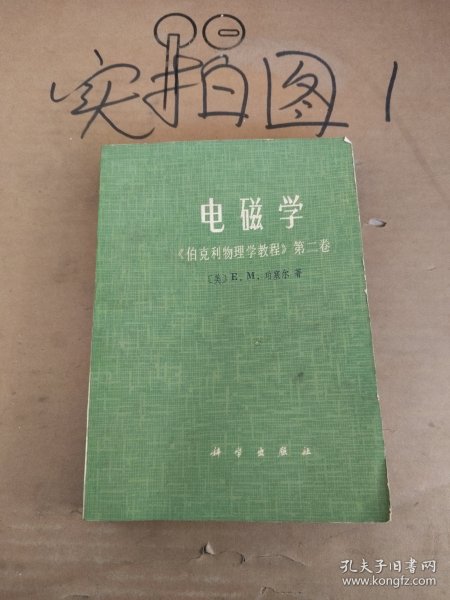 实拍图1
电磁学
《伯克利物理学教程》第二卷
〔美〕E. M. 珀塞尔 著
科学出版社
孔夫子旧书网
www.kongfz.com